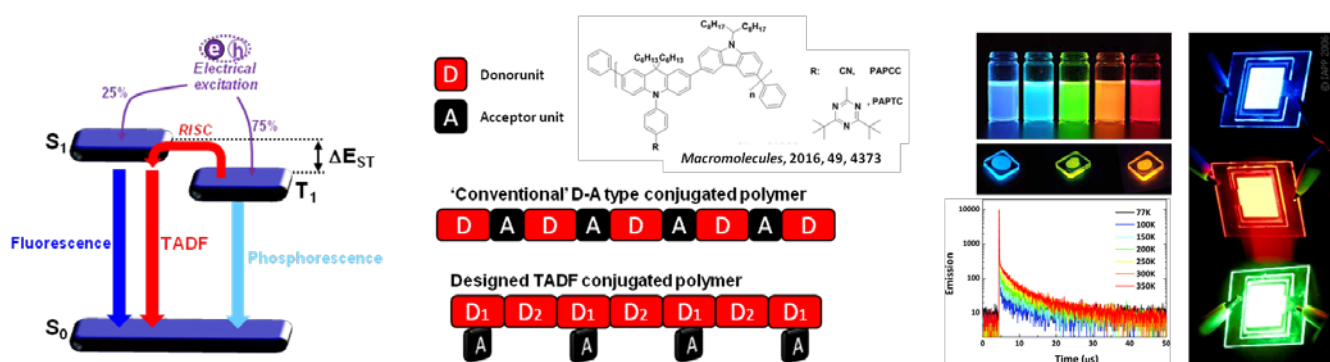 e h
Electrical
excitation
25%
75%
S1
RISC
ΔEST
T1
Fluorescence
TADF
Phosphorescence
S0
D Donorunit
A Acceptor unit
C8H17 C8H17
N
C6H13 C6H13
n
N
R
R: CN, PAPCC
, PAPTC
N N
N
Macromolecules, 2016, 49, 4373
'Conventional' D-A type conjugated polymer
D A D A D A D A D
Designed TADF conjugated polymer
D1 D2 D1 D2 D1 D2 D1
A A A A
10000
1000
100
10
Emission
77K
100K
150K
200K
250K
300K
350K
0 10 20 30 40 50
Time (us)
© IAPP 2006